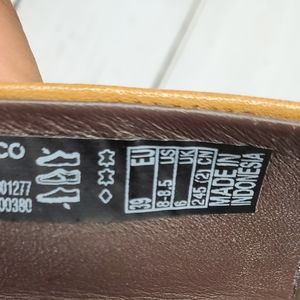 CO
01277
00380
39 EU
8-8.5 US
6 UK
245 (2) CN
MADE IN
INDONESIA